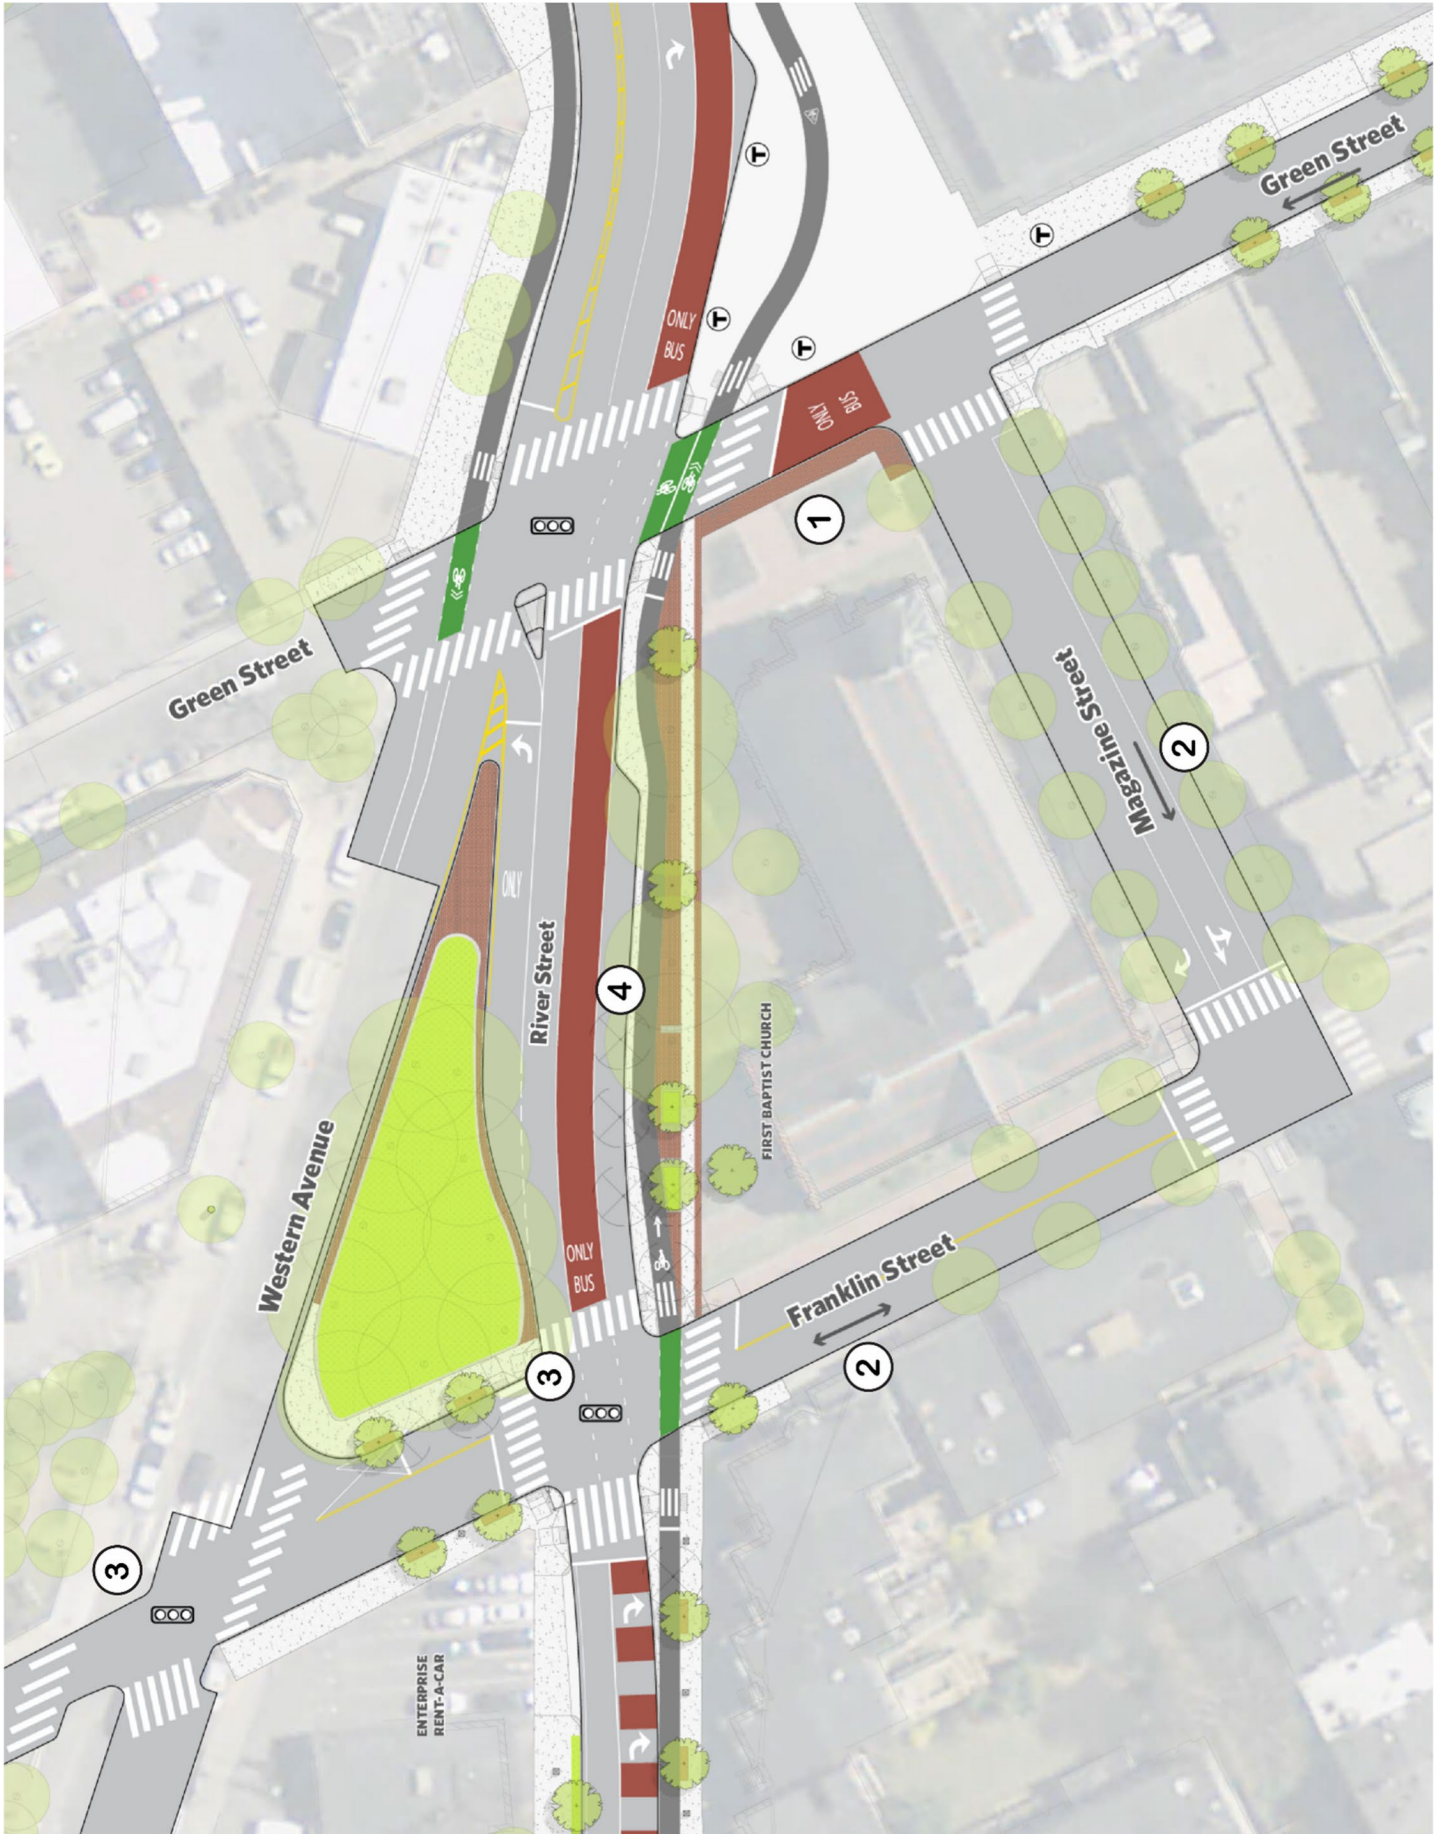 Green Street
T
T
T
T
ONLY
BUS
BUS
ONLY
1
Green Street
Magazine Street
2
ONLY
River Street
4
FIRST BAPTIST CHURCH
Western Avenue
ONLY
BUS
Franklin Street
2
3
3
ENTERPRISE
RENT-A-CAR